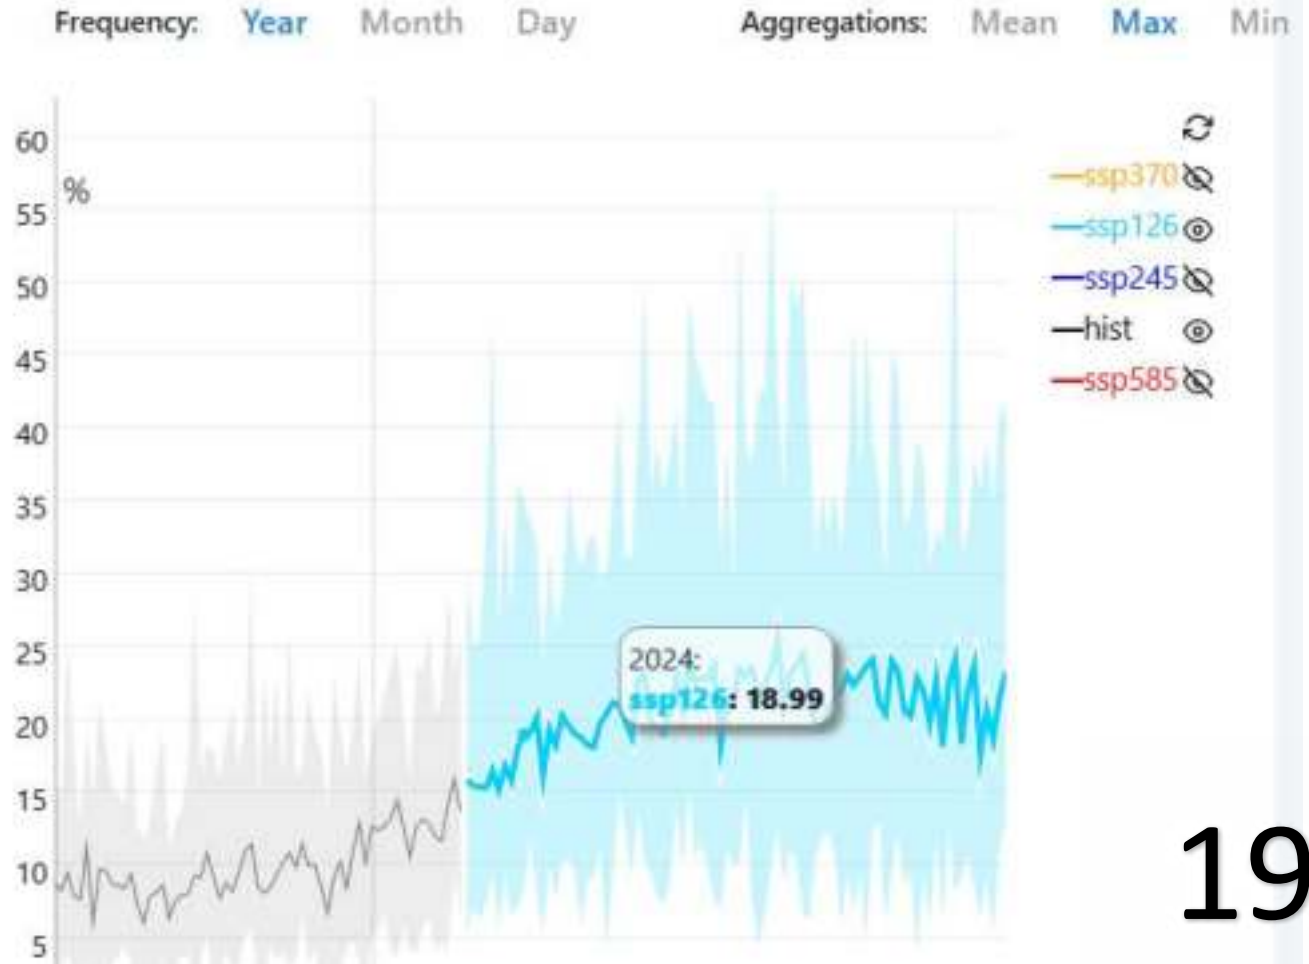 Frequency: Year Month Day Aggregations: Mean Max Min
60
%
55
50
45
40
35
30
25
20
15
10
5
ssp370
ssp126
ssp245
hist
ssp585
2024:
ssp126: 18.99
19